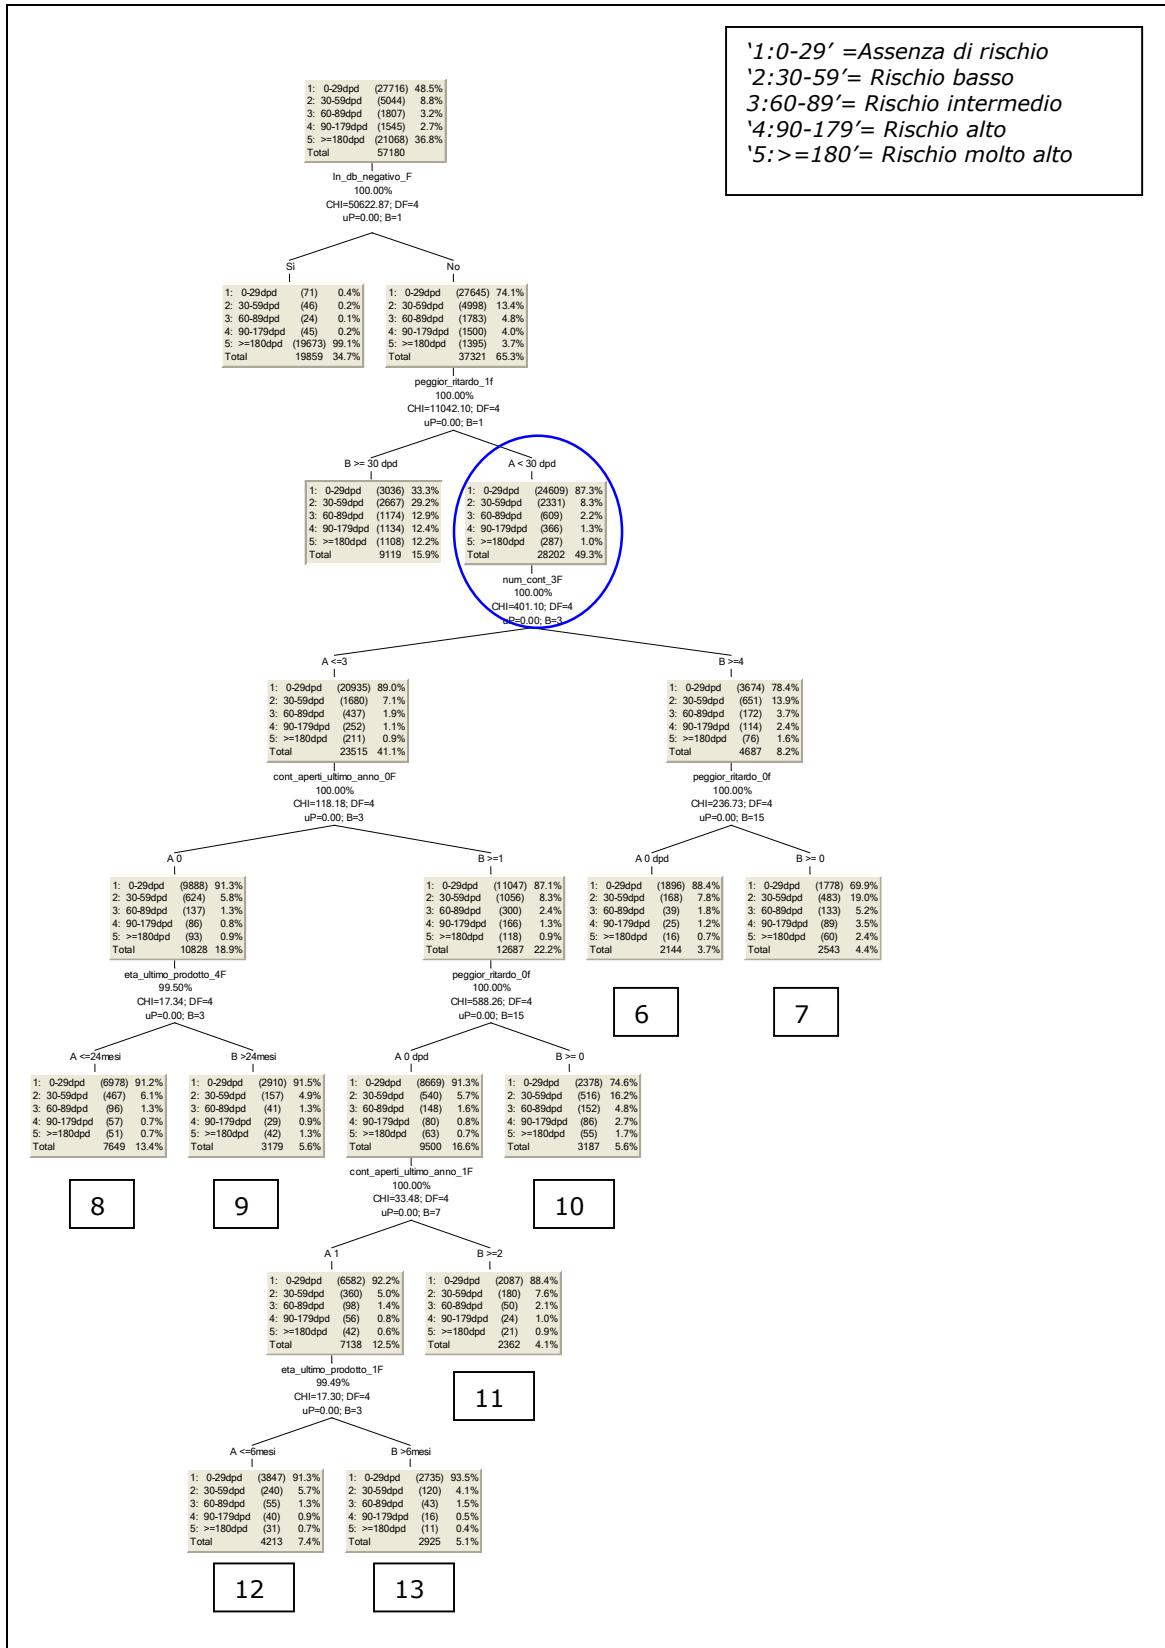 ‘1:0-29’ =Assenza di rischio
‘2:30-59’= Rischio basso
3:60-89’= Rischio intermedio
‘4:90-179’= Rischio alto
‘5:>=180’= Rischio molto alto
1: 0-29dpd (27716) 48.5%
2: 30-59dpd (5044) 8.8%
3: 60-89dpd (1807) 3.2%
4: 90-179dpd (1545) 2.7%
5: >=180dpd (21068) 36.8%
Total 57180
In_db_negativo_F
100.00%
CHI=50622.87; DF=4
uP=0.00; B=1
Sì No
1: 0-29dpd (71) 0.4%
2: 30-59dpd (46) 0.2%
3: 60-89dpd (24) 0.1%
4: 90-179dpd (45) 0.2%
5: >=180dpd (19673) 99.1%
Total 19859 34.7%
1: 0-29dpd (27645) 74.1%
2: 30-59dpd (4998) 13.4%
3: 60-89dpd (1783) 4.8%
4: 90-179dpd (1500) 4.0%
5: >=180dpd (1395) 3.7%
Total 37321 65.3%
peggior_ritardo_1f
100.00%
CHI=11042.10; DF=4
uP=0.00; B=1
B >= 30 dpd A < 30 dpd
1: 0-29dpd (3036) 33.3%
2: 30-59dpd (2667) 29.2%
3: 60-89dpd (1174) 12.9%
4: 90-179dpd (1134) 12.4%
5: >=180dpd (1108) 12.2%
Total 9119 15.9%
1: 0-29dpd (24609) 87.3%
2: 30-59dpd (2331) 8.3%
3: 60-89dpd (609) 2.2%
4: 90-179dpd (366) 1.3%
5: >=180dpd (287) 1.0%
Total 28202 49.3%
num_cont_3F
100.00%
CHI=401.10; DF=4
uP=0.00; B=3
A <=3 B >=4
1: 0-29dpd (20935) 89.0%
2: 30-59dpd (1680) 7.1%
3: 60-89dpd (437) 1.9%
4: 90-179dpd (252) 1.1%
5: >=180dpd (211) 0.9%
Total 23515 41.1%
cont_aperti_ultimo_anno_0F
100.00%
CHI=118.18; DF=4
uP=0.00; B=3
1: 0-29dpd (3674) 78.4%
2: 30-59dpd (651) 13.9%
3: 60-89dpd (172) 3.7%
4: 90-179dpd (114) 2.4%
5: >=180dpd (76) 1.6%
Total 4687 8.2%
peggior_ritardo_0f
100.00%
CHI=236.73; DF=4
uP=0.00; B=15
A 0 B >=1 A 0 dpd B >= 0
1: 0-29dpd (9888) 91.3%
2: 30-59dpd (624) 5.8%
3: 60-89dpd (137) 1.3%
4: 90-179dpd (86) 0.8%
5: >=180dpd (93) 0.9%
Total 10828 18.9%
eta_ultimo_prodotto_4F
99.50%
CHI=17.34; DF=4
uP=0.00; B=3
1: 0-29dpd (11047) 87.1%
2: 30-59dpd (1056) 8.3%
3: 60-89dpd (300) 2.4%
4: 90-179dpd (166) 1.3%
5: >=180dpd (118) 0.9%
Total 12687 22.2%
peggior_ritardo_0f
100.00%
CHI=588.26; DF=4
uP=0.00; B=15
1: 0-29dpd (1896) 88.4%
2: 30-59dpd (168) 7.8%
3: 60-89dpd (39) 1.8%
4: 90-179dpd (25) 1.2%
5: >=180dpd (16) 0.7%
Total 2144 3.7%
6
1: 0-29dpd (1778) 69.9%
2: 30-59dpd (483) 19.0%
3: 60-89dpd (133) 5.2%
4: 90-179dpd (89) 3.5%
5: >=180dpd (60) 2.4%
Total 2543 4.4%
7
A <=24mesi B >24mesi A 0 dpd B >= 0
1: 0-29dpd (6978) 91.2%
2: 30-59dpd (467) 6.1%
3: 60-89dpd (96) 1.3%
4: 90-179dpd (57) 0.7%
5: >=180dpd (51) 0.7%
Total 7649 13.4%
8
1: 0-29dpd (2910) 91.5%
2: 30-59dpd (157) 4.9%
3: 60-89dpd (41) 1.3%
4: 90-179dpd (29) 0.9%
5: >=180dpd (42) 1.3%
Total 3179 5.6%
9
1: 0-29dpd (8669) 91.3%
2: 30-59dpd (540) 5.7%
3: 60-89dpd (148) 1.6%
4: 90-179dpd (80) 0.8%
5: >=180dpd (63) 0.7%
Total 9500 16.6%
cont_aperti_ultimo_anno_1F
100.00%
CHI=33.48; DF=4
uP=0.00; B=7
1: 0-29dpd (2378) 74.6%
2: 30-59dpd (516) 16.2%
3: 60-89dpd (152) 4.8%
4: 90-179dpd (86) 2.7%
5: >=180dpd (55) 1.7%
Total 3187 5.6%
10
A 1 B >=2
1: 0-29dpd (6582) 92.2%
2: 30-59dpd (360) 5.0%
3: 60-89dpd (98) 1.4%
4: 90-179dpd (56) 0.8%
5: >=180dpd (42) 0.6%
Total 7138 12.5%
eta_ultimo_prodotto_1F
99.49%
CHI=17.30; DF=4
uP=0.00; B=3
1: 0-29dpd (2087) 88.4%
2: 30-59dpd (180) 7.6%
3: 60-89dpd (50) 2.1%
4: 90-179dpd (24) 1.0%
5: >=180dpd (21) 0.9%
Total 2362 4.1%
11
A <=6mesi B >6mesi
1: 0-29dpd (3847) 91.3%
2: 30-59dpd (240) 5.7%
3: 60-89dpd (55) 1.3%
4: 90-179dpd (40) 0.9%
5: >=180dpd (31) 0.7%
Total 4213 7.4%
12
1: 0-29dpd (2735) 93.5%
2: 30-59dpd (120) 4.1%
3: 60-89dpd (43) 1.5%
4: 90-179dpd (16) 0.5%
5: >=180dpd (11) 0.4%
Total 2925 5.1%
13